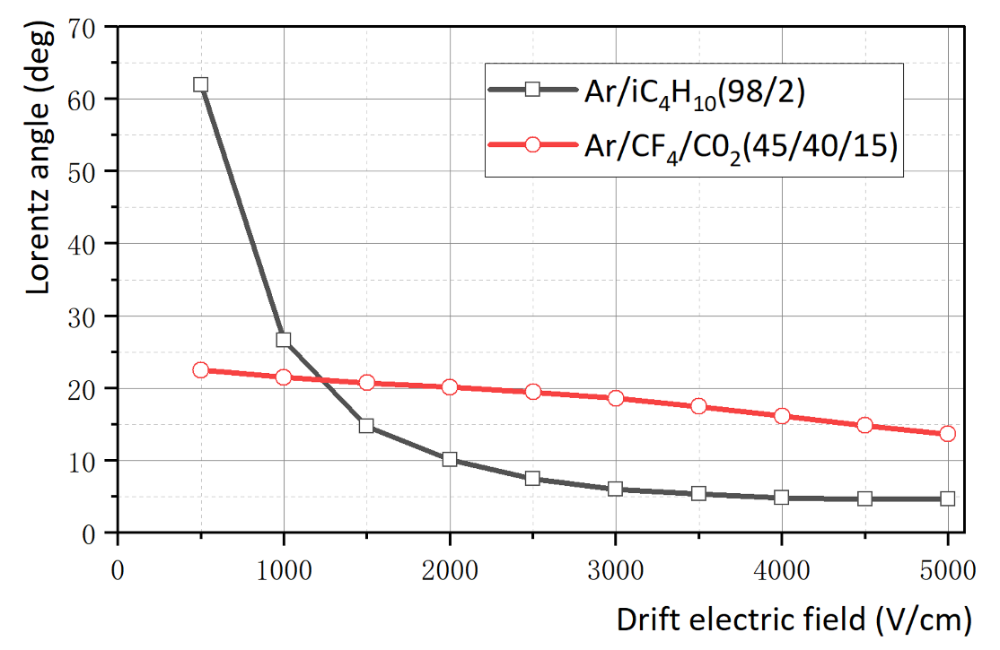 Lorentz angle (deg)
70
60
50
40
30
20
10
0
Ar/iC₄H₁₀(98/2)
Ar/CF₄/C0₂(45/40/15)
0 1000 2000 3000 4000 5000
Drift electric field (V/cm)